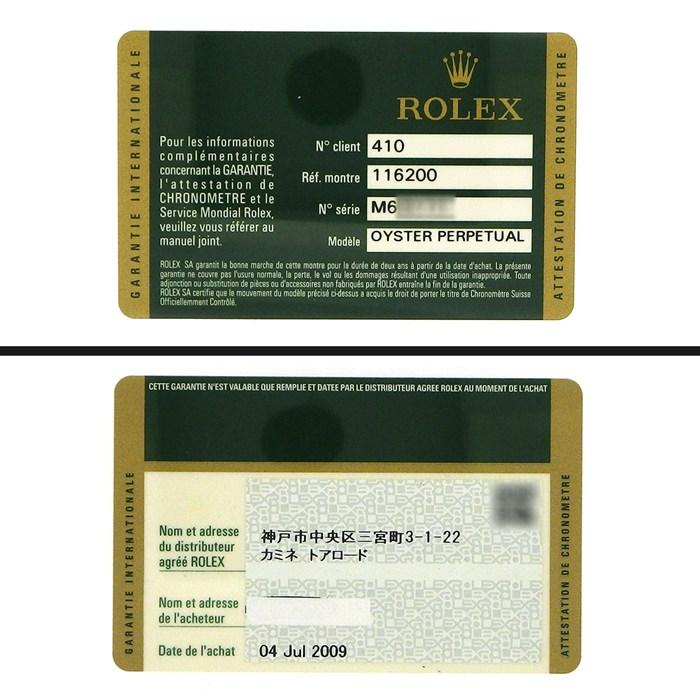 GARANTIE INTERNATIONALE
ROLEX
Pour les informations
complémentaires
concernant la GARANTIE,
l'attestation de
CHRONOMETRE et le
Service Mondial Rolex,
veuillez vous référer au
manuel joint.
N° client 410
Réf. montre 116200
N° série M6
Modèle OYSTER PERPETUAL
ROLEX SA garantit la bonne marche de cette montre pour la durée de deux ans à partir de la date d'achat. La présente
garantie ne couvre pas l'usure normale, la perte, le vol ou les dommages résultant d'une utilisation inappropriée. Toute
adjonction ou substitution de pièces ou d'accessoires non fabriqués par ROLEX entraîne la fin de la garantie.
ROLEX SA certifie que le mouvement du modèle précisé ci-dessus a acquis le droit de porter le titre de Chronomètre Suisse
Officiellement Contrôlé.
ATTESTATION DE CHRONOMETRE
CETTE GARANTIE N'EST VALABLE QUE REMPLIE ET DATEE PAR LE DISTRIBUTEUR AGREE ROLEX AU MOMENT DE L'ACHAT
GARANTIE INTERNATIONALE
Nom et adresse
du distributeur
agréé ROLEX
神戸市中央区三宮町3-1-22
カミネ トアロード
Nom et adresse
de l'acheteur
Date de l'achat 04 Jul 2009
ATTESTATION DE CHRONOMETRE